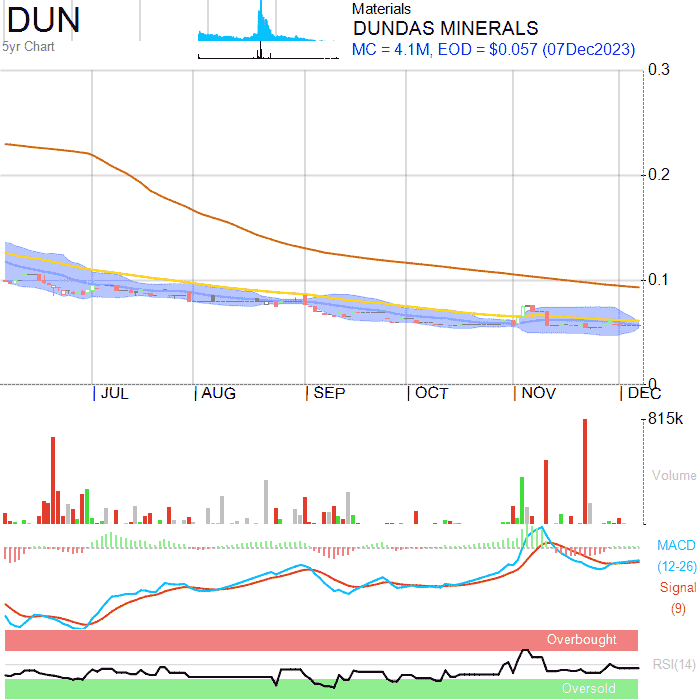 DUN
5yr Chart
Materials
DUNDAS MINERALS
MC = 4.1M, EOD = $0.057 (07Dec2023)
0.3
0.2
0.1
0
JUL AUG SEP OCT NOV DEC
815k
Volume
MACD
(12-26)
Signal
(9)
Overbought
RSI(14)
Oversold